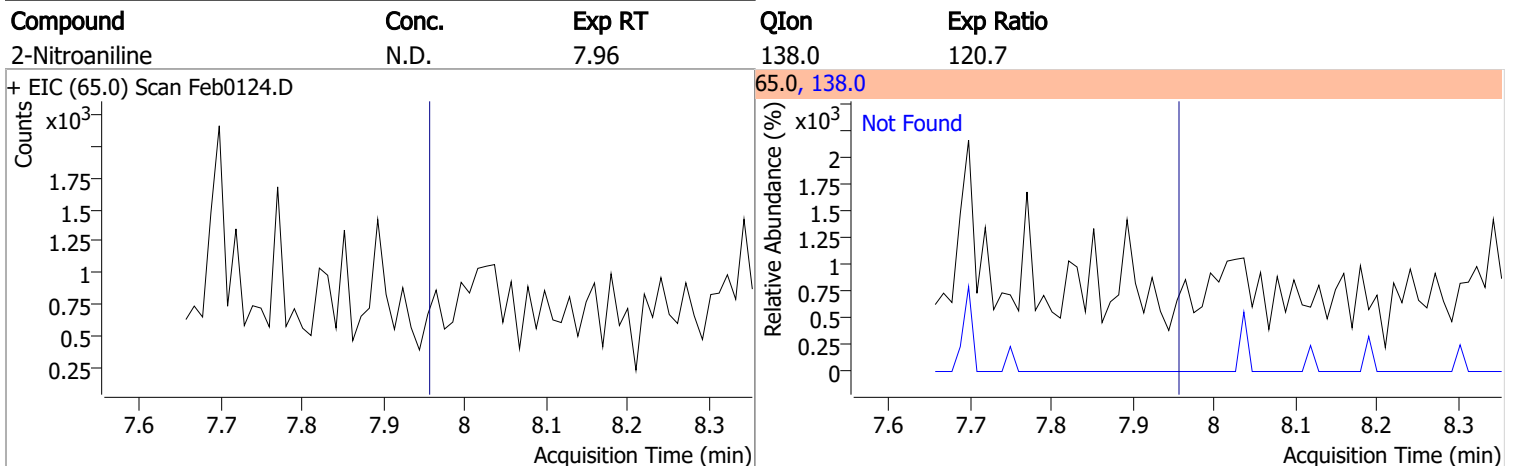 Compound Conc. Exp RT QIon Exp Ratio
2-Nitroaniline N.D. 7.96 138.0 120.7
+ EIC (65.0) Scan Feb0124.D
Counts
x10³
1.75
1.5
1.25
1
0.75
0.5
0.25
7.6 7.7 7.8 7.9 8 8.1 8.2 8.3
Acquisition Time (min)
65.0, 138.0
Relative Abundance (%)
x10³
Not Found
2
1.75
1.5
1.25
1
0.75
0.5
0.25
0
7.6 7.7 7.8 7.9 8 8.1 8.2 8.3
Acquisition Time (min)